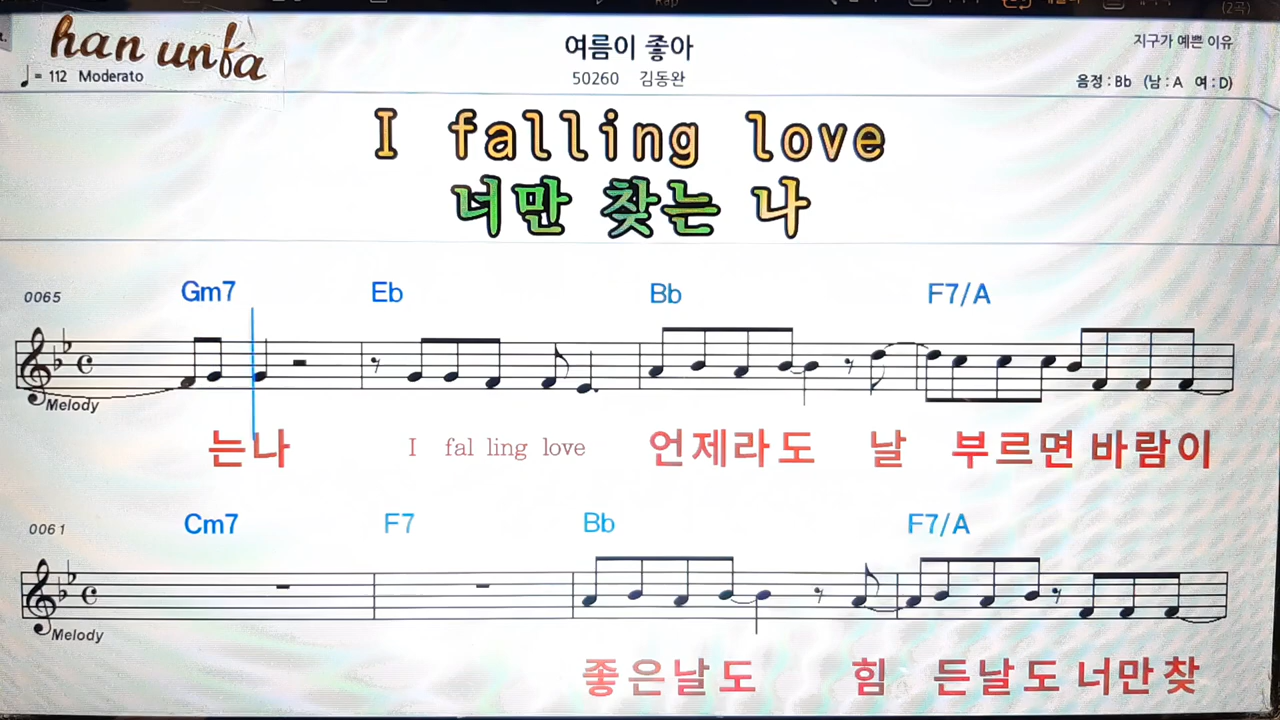 Rap
(2곡)
han unfa
♩ = 112 Moderato
여름이 좋아
50260 김동완
지구가 예쁜 이유
음정 : Bb (남 : A 여 : D)
I falling love
너만 찾는 나
0065 Gm7 Eb Bb F7/A
Melody
는나 I fal ling love 언제라도 날 부르면 바람이
0061 Cm7 F7 Bb F7/A
Melody
좋은날도 힘 든날도 너만찾